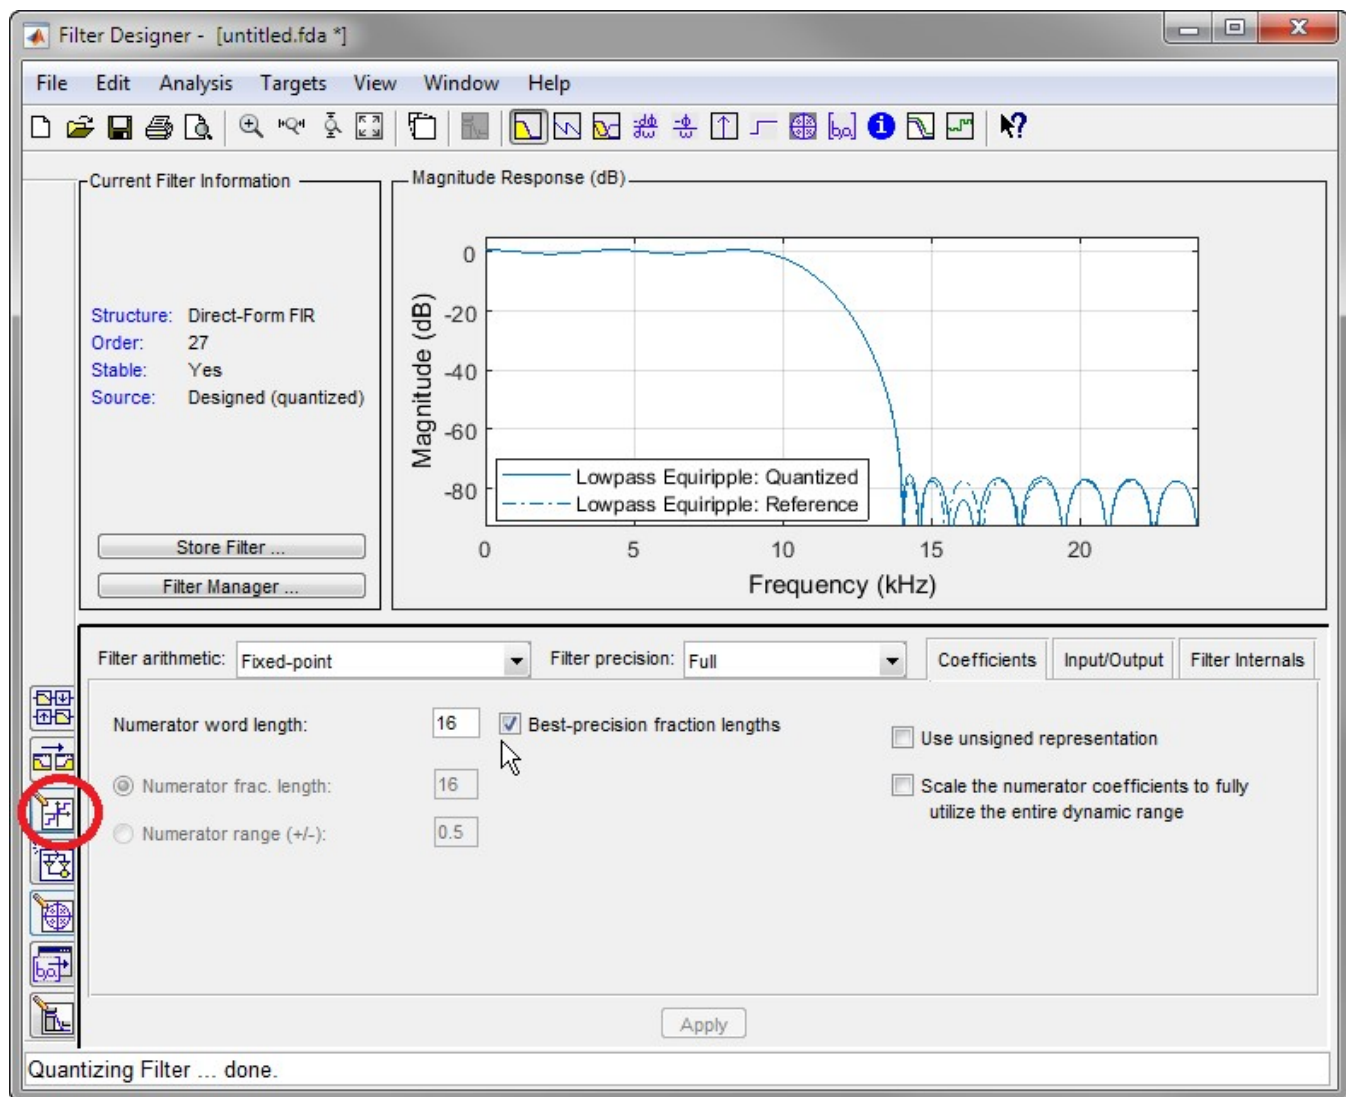 Filter Designer - [untitled.fda *]
File Edit Analysis Targets View Window Help
Current Filter Information
Structure: Direct-Form FIR
Order: 27
Stable: Yes
Source: Designed (quantized)
Store Filter ...
Filter Manager ...
Magnitude Response (dB)
Magnitude (dB)
0
-20
-40
-60
-80
Lowpass Equiripple: Quantized
Lowpass Equiripple: Reference
0 5 10 15 20
Frequency (kHz)
Filter arithmetic: Fixed-point Filter precision: Full Coefficients Input/Output Filter Internals
Numerator word length: 16 Best-precision fraction lengths
Numerator frac. length: 16
Numerator range (+/-): 0.5
Use unsigned representation
Scale the numerator coefficients to fully
utilize the entire dynamic range
Apply
Quantizing Filter ... done.